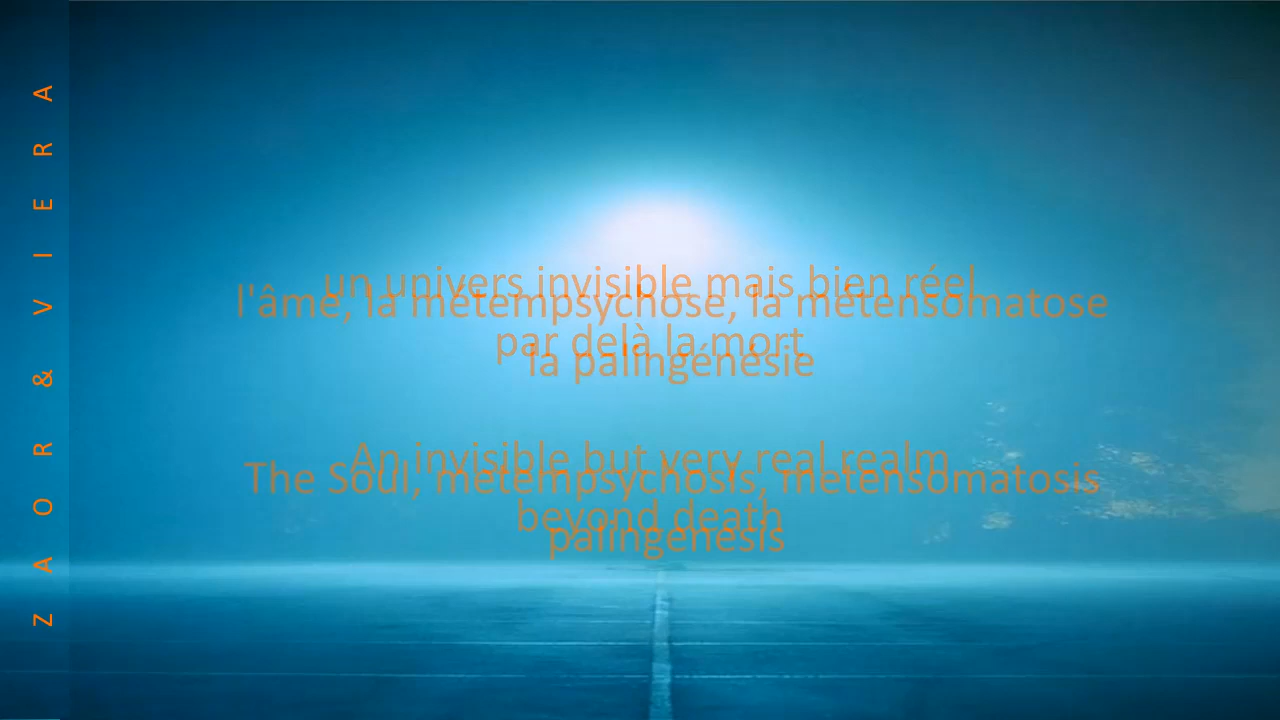 ZAOR & VIERA
un univers invisible mais bien réel
l'âme, la métempsychose, la métensomatose
par delà la mort
la palingénésie
An invisible but very real realm
The Soul, metempsychosis, metensomatosis
beyond death
palingenesis